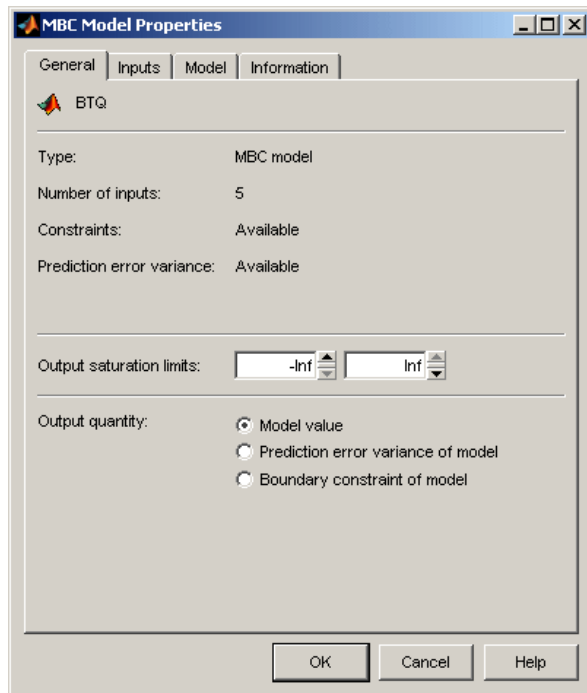 MBC Model Properties
General Inputs Model Information
BTQ
Type: MBC model
Number of inputs: 5
Constraints: Available
Prediction error variance: Available
Output saturation limits: -Inf Inf
Output quantity: Model value
Prediction error variance of model
Boundary constraint of model
OK Cancel Help